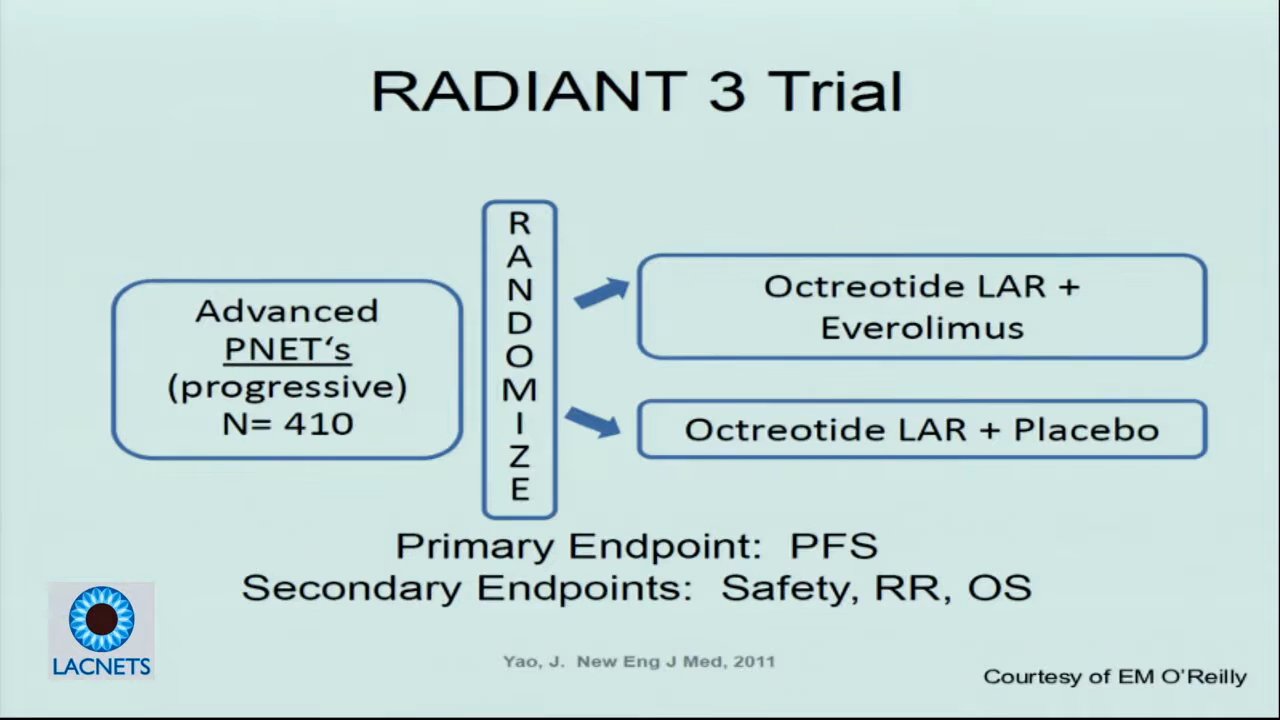 RADIANT 3 Trial
Advanced
PNET‘s
(progressive)
N= 410
R
A
N
D
O
M
I
Z
E
Octreotide LAR +
Everolimus
Octreotide LAR + Placebo
Primary Endpoint: PFS
Secondary Endpoints: Safety, RR, OS
LACNETS
Yao, J. New Eng J Med, 2011
Courtesy of EM O'Reilly